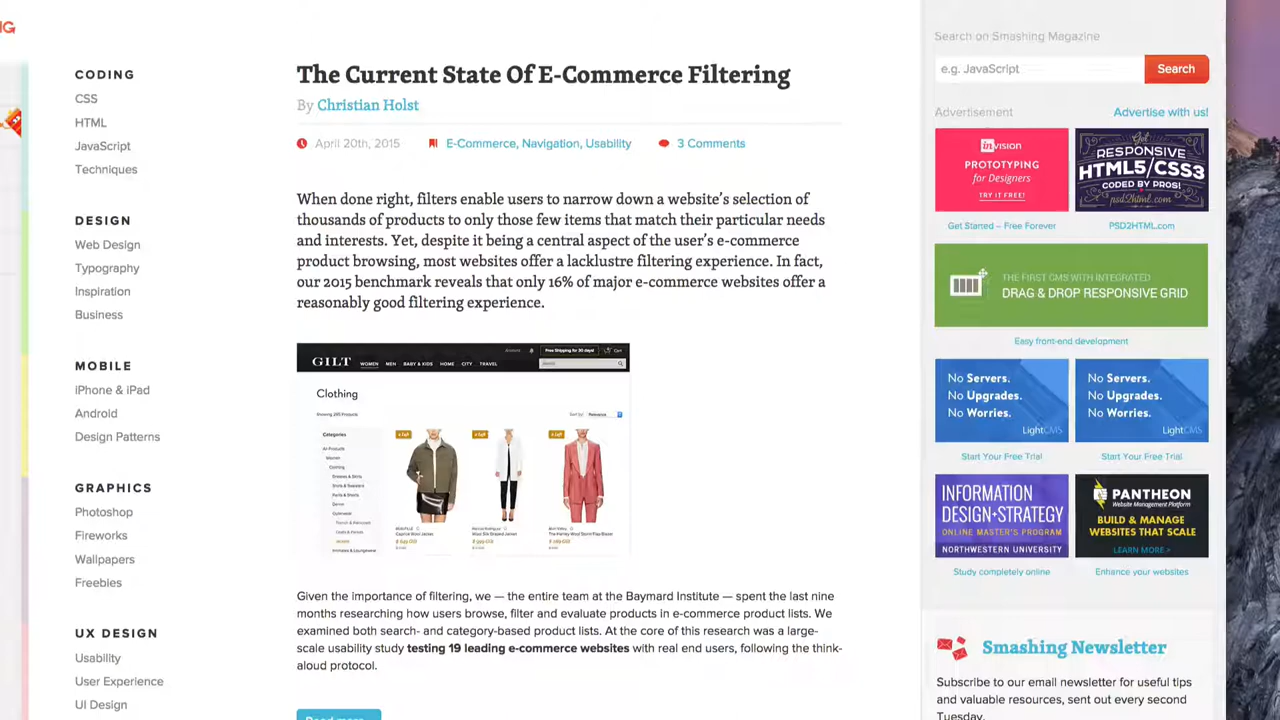 CODING
CSS
HTML
JavaScript
Techniques
DESIGN
Web Design
Typography
Inspiration
Business
MOBILE
iPhone & iPad
Android
Design Patterns
GRAPHICS
Photoshop
Fireworks
Wallpapers
Freebies
UX DESIGN
Usability
User Experience
UI Design
The Current State Of E-Commerce Filtering
By Christian Holst
April 20th, 2015 E-Commerce, Navigation, Usability 3 Comments
When done right, filters enable users to narrow down a website's selection of
thousands of products to only those few items that match their particular needs
and interests. Yet, despite it being a central aspect of the user's e-commerce
product browsing, most websites offer a lacklustre filtering experience. In fact,
our 2015 benchmark reveals that only 16% of major e-commerce websites offer a
reasonably good filtering experience.
GILT WOMEN MEN BABY & KIDS HOME CITY TRAVEL
Free Shipping for 30 days! Cart
Clothing
Showing 265 Products
Sort by: Relevance
Categories
All Products
Women
Clothing
Given the importance of filtering, we — the entire team at the Baymard Institute — spent the last nine
months researching how users browse, filter and evaluate products in e-commerce product lists. We
examined both search- and category-based product lists. At the core of this research was a large-
scale usability study testing 19 leading e-commerce websites with real end users, following the think-
aloud protocol.
Read more...
Search on Smashing Magazine
e.g. JavaScript Search
Advertisement Advertise with us!
invision
PROTOTYPING
for Designers
TRY IT FREE!
Get Started – Free Forever
Got
RESPONSIVE
HTML5/CSS3
CODED BY PROS!
psd2html.com
PSD2HTML.com
THE FIRST CMS WITH INTEGRATED
DRAG & DROP RESPONSIVE GRID
Easy front-end development
No Servers.
No Upgrades.
No Worries.
LightCMS
Start Your Free Trial
No Servers.
No Upgrades.
No Worries.
LightCMS
Start Your Free Trial
INFORMATION
DESIGN+STRATEGY
ONLINE MASTER'S PROGRAM
NORTHWESTERN UNIVERSITY
Study completely online
PANTHEON
Website Management Platform
BUILD & MANAGE
WEBSITES THAT SCALE
LEARN MORE >
Enhance your websites
Smashing Newsletter
Subscribe to our email newsletter for useful tips
and valuable resources, sent out every second
Tuesday.